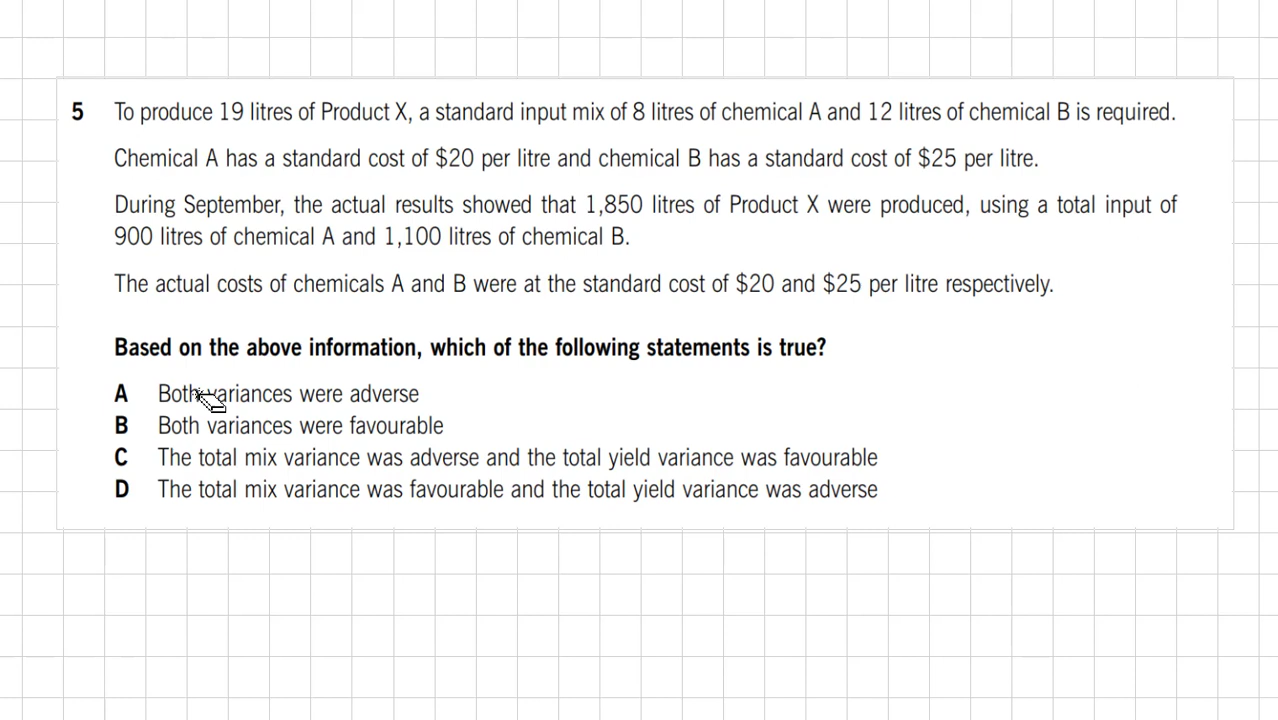 5 To produce 19 litres of Product X, a standard input mix of 8 litres of chemical A and 12 litres of chemical B is required.
Chemical A has a standard cost of $20 per litre and chemical B has a standard cost of $25 per litre.
During September, the actual results showed that 1,850 litres of Product X were produced, using a total input of
900 litres of chemical A and 1,100 litres of chemical B.
The actual costs of chemicals A and B were at the standard cost of $20 and $25 per litre respectively.
Based on the above information, which of the following statements is true?
A Both variances were adverse
B Both variances were favourable
C The total mix variance was adverse and the total yield variance was favourable
D The total mix variance was favourable and the total yield variance was adverse